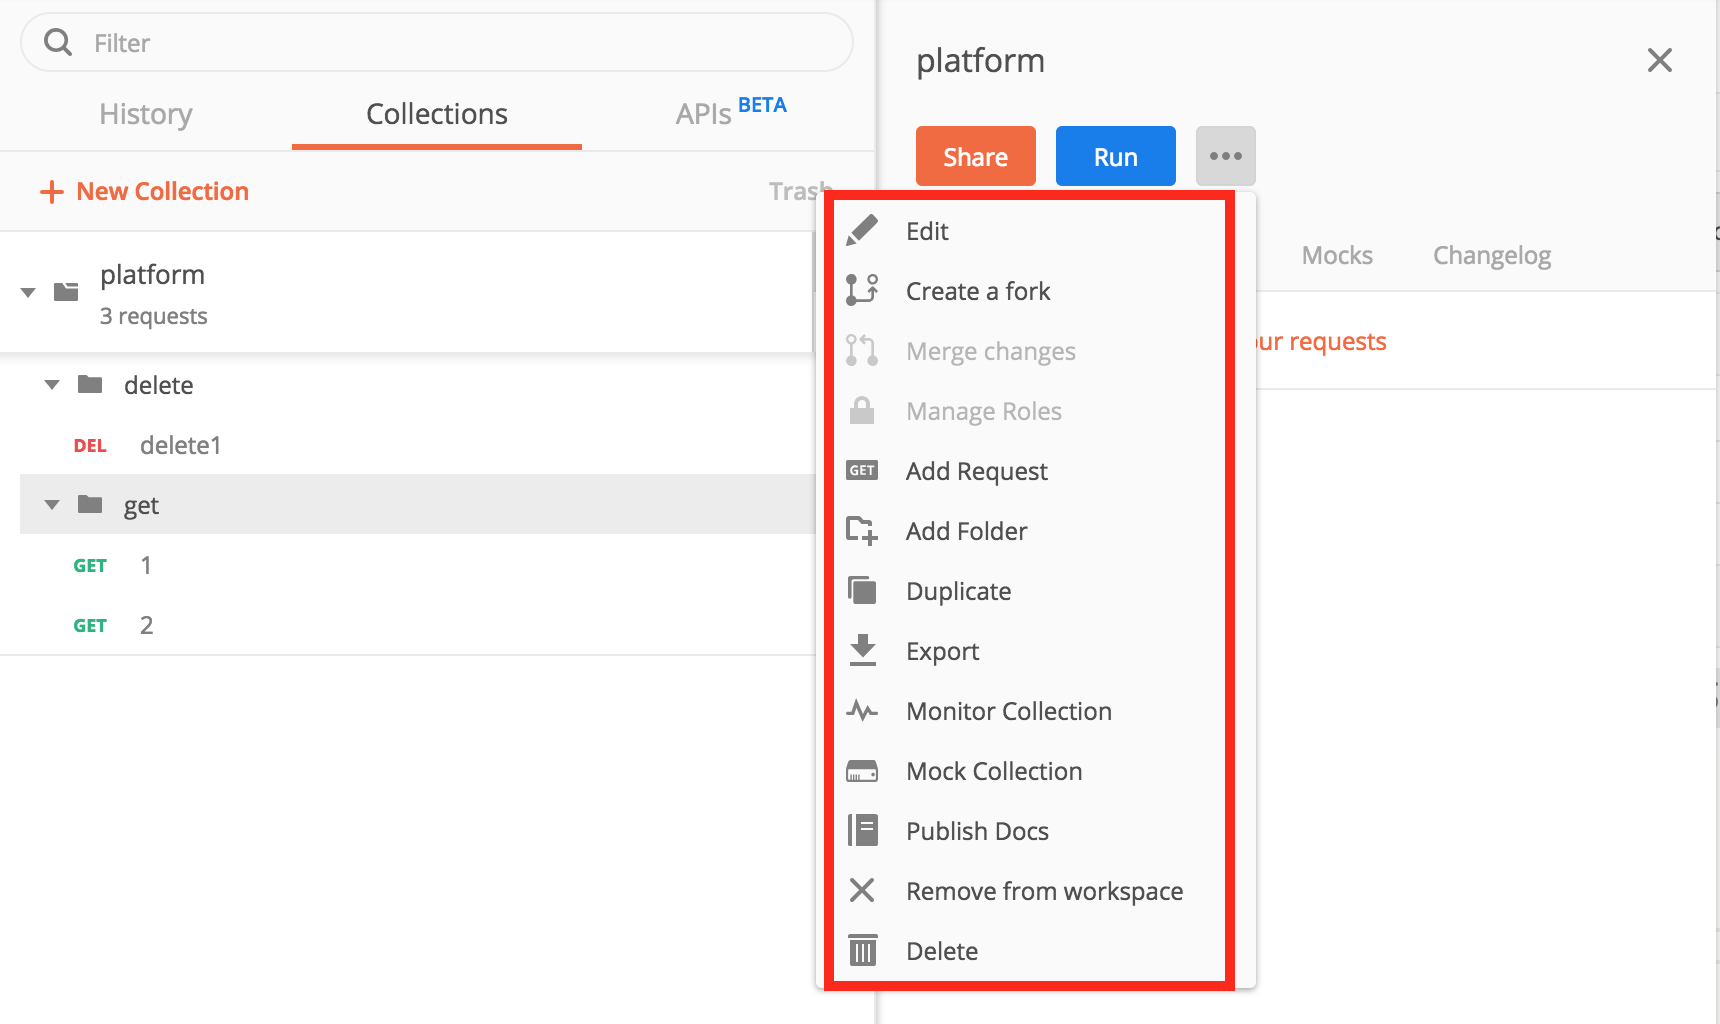 Filter
History
Collections
APIs BETA
New Collection
platform
3 requests
delete
DEL delete1
get
GET 1
GET 2
platform
Share
Run
Mocks
Changelog
requests
Edit
Create a fork
Merge changes
Manage Roles
GET Add Request
Add Folder
Duplicate
Export
Monitor Collection
Mock Collection
Publish Docs
Remove from workspace
Delete